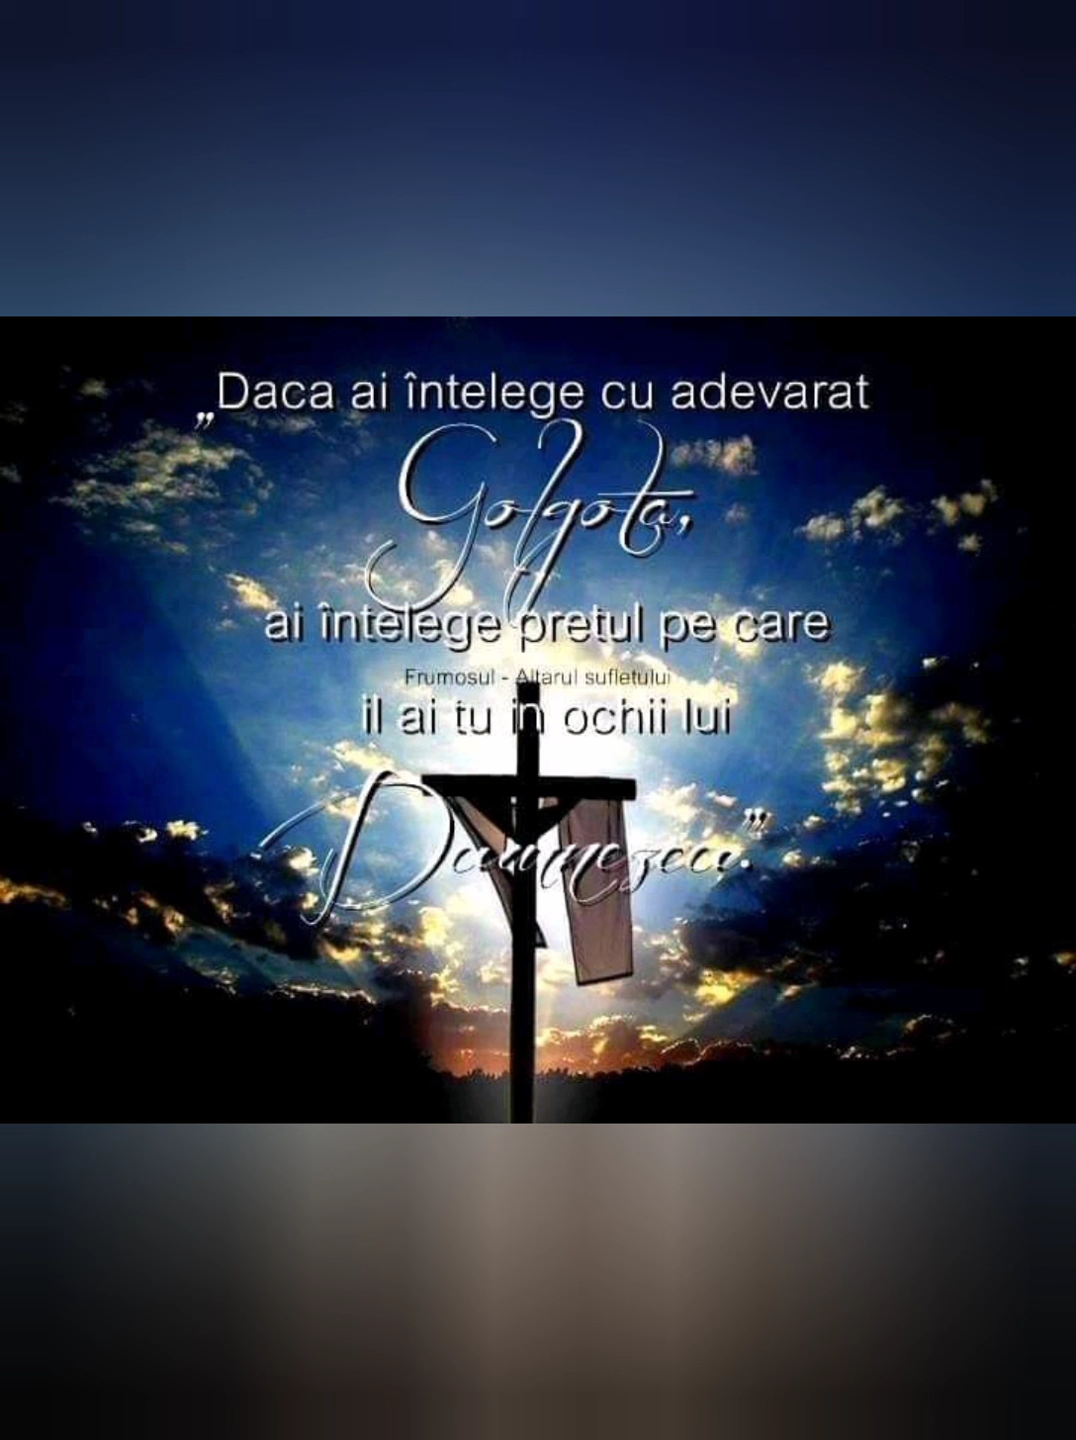 „Daca ai întelege cu adevarat
Golgota,
ai întelege pretul pe care
Frumosul - Altarul sufletului
il ai tu in ochii lui
Dumnezeu.”